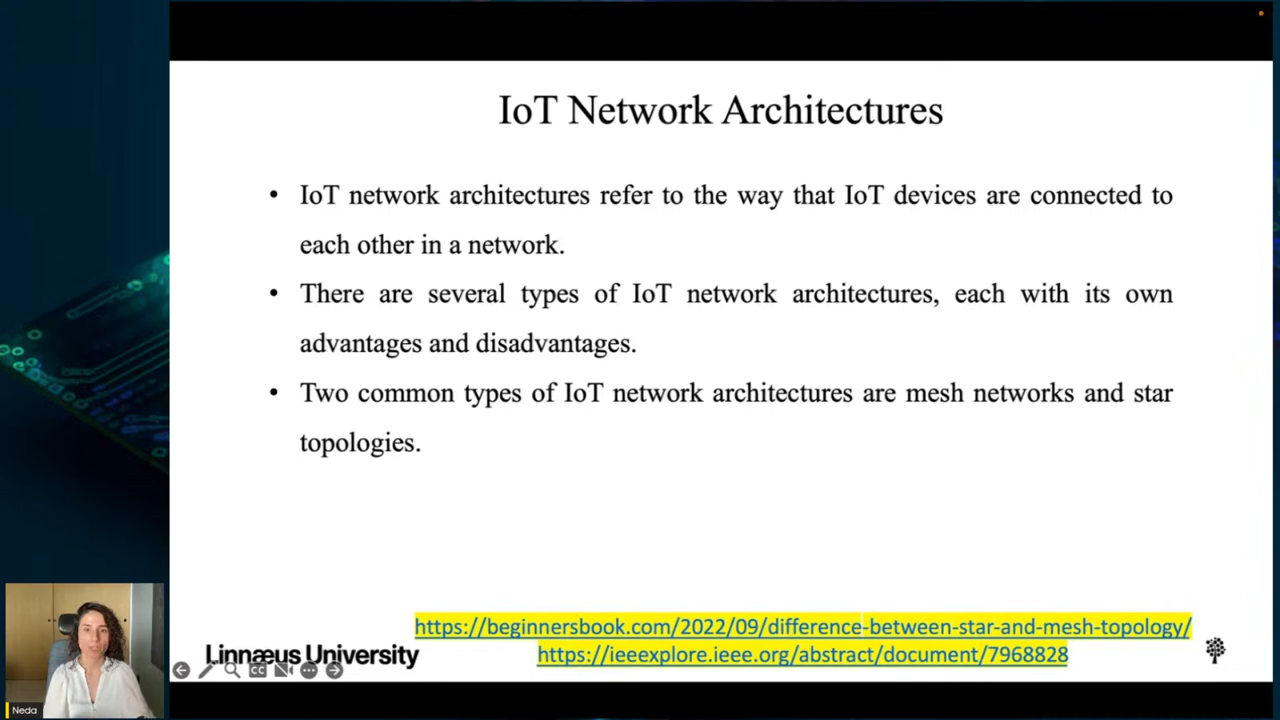 IoT Network Architectures
• IoT network architectures refer to the way that IoT devices are connected to
each other in a network.
• There are several types of IoT network architectures, each with its own
advantages and disadvantages.
• Two common types of IoT network architectures are mesh networks and star
topologies.
https://beginnersbook.com/2022/09/difference-between-star-and-mesh-topology/
https://ieeexplore.ieee.org/abstract/document/7968828
Linnæus University
CC
Neda